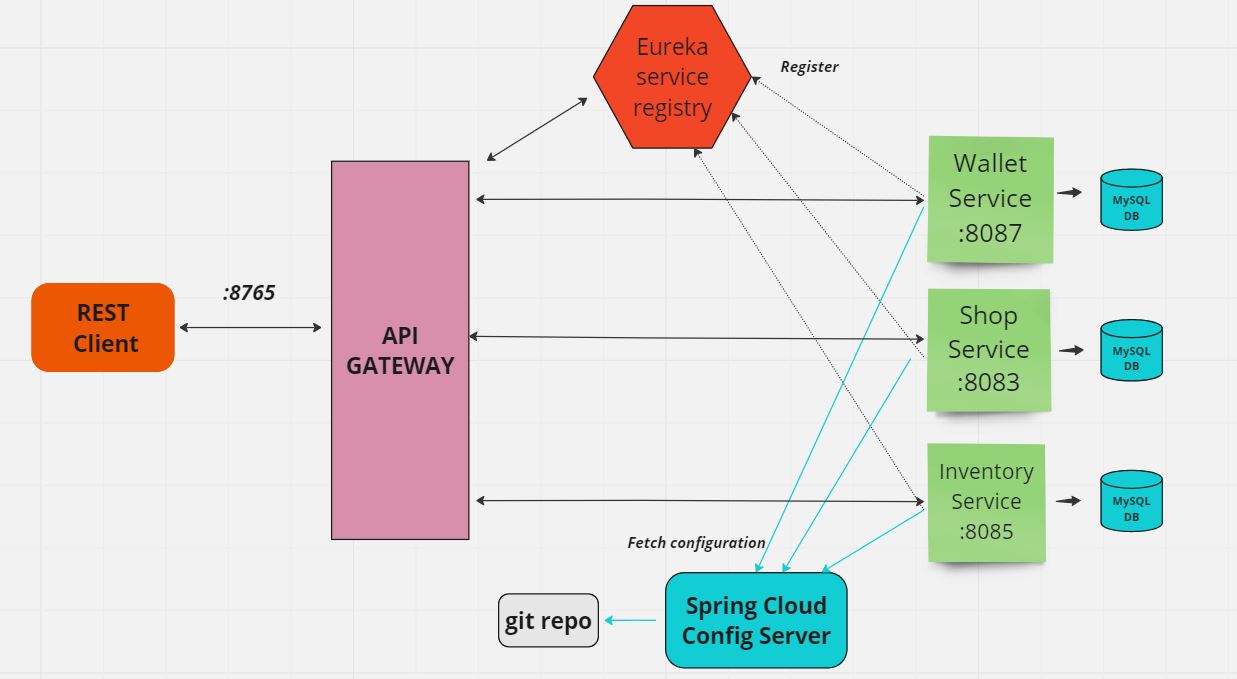 Eureka
service
registry
Register
Wallet
Service
:8087
MySQL
DB
:8765
REST
Client
API
GATEWAY
Shop
Service
:8083
MySQL
DB
Inventory
Service
:8085
MySQL
DB
Fetch configuration
git repo
Spring Cloud
Config Server